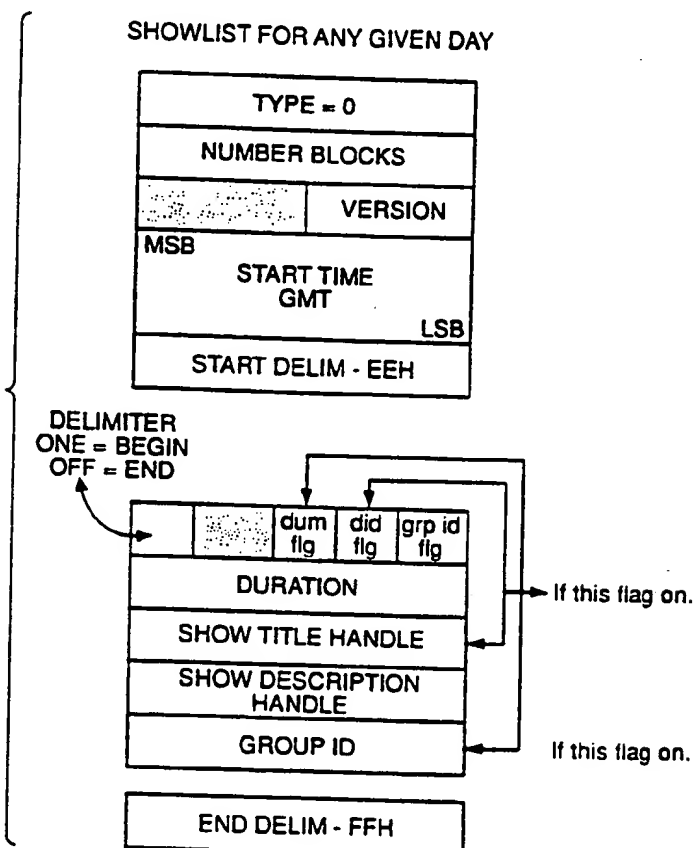 SHOWLIST FOR ANY GIVEN DAY
TYPE = 0
NUMBER BLOCKS
VERSION
MSB
START TIME
GMT
LSB
START DELIM - EEH
DELIMITER
ONE = BEGIN
OFF = END
dum
flg
did
flg
grp id
flg
DURATION
If this flag on.
SHOW TITLE HANDLE
SHOW DESCRIPTION
HANDLE
GROUP ID
If this flag on.
END DELIM - FFH